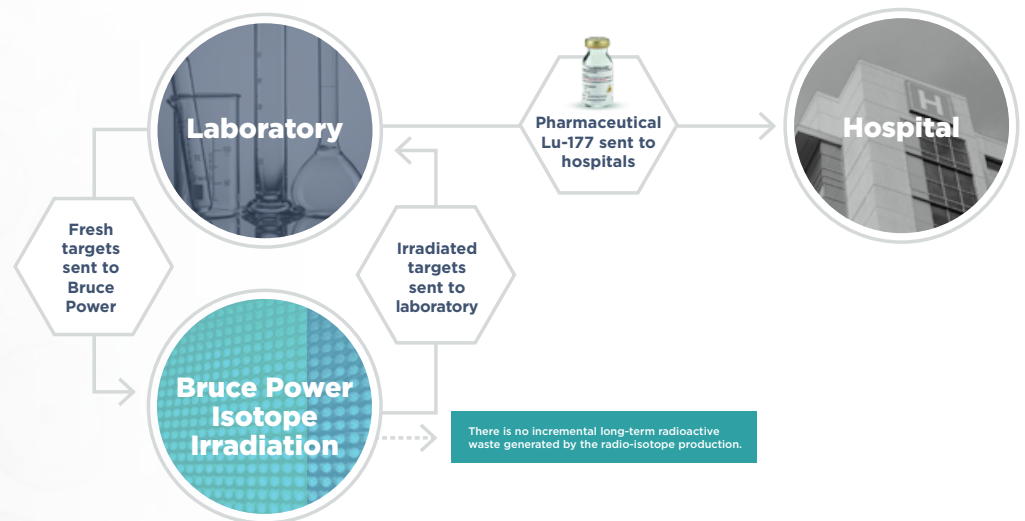 Laboratory
Pharmaceutical
Lu-177 sent to
hospitals
H
Hospital
Fresh
targets
sent to
Bruce
Power
Irradiated
targets
sent to
laboratory
Bruce Power
Isotope
Irradiation
There is no incremental long-term radioactive
waste generated by the radio-isotope production.